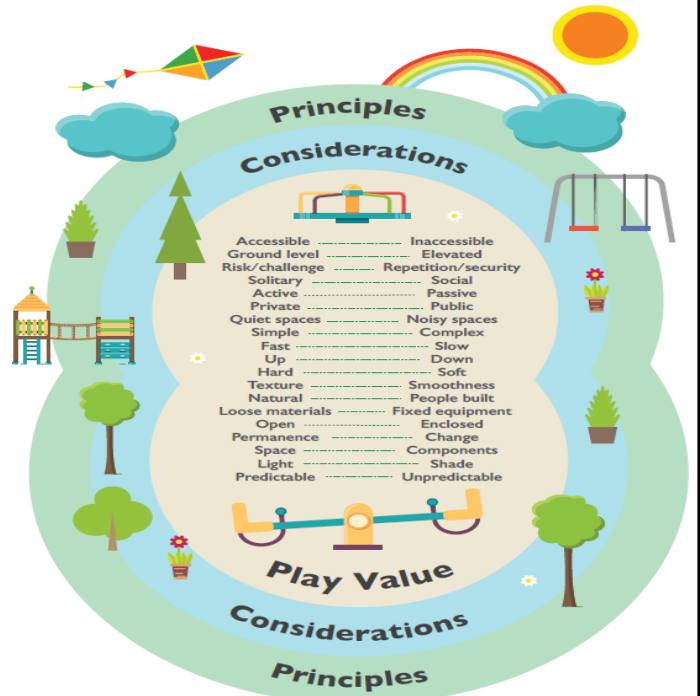 Principles
Considerations
Accessible Inaccessible
Ground level Elevated
Risk/challenge Repetition/security
Solitary Social
Active Passive
Private Public
Quiet spaces Noisy spaces
Simple Complex
Fast Slow
Up Down
Hard Soft
Texture Smoothness
Natural People built
Loose materials Fixed equipment
Open Enclosed
Permanence Change
Space Components
Light Shade
Predictable Unpredictable
Play Value
Considerations
Principles